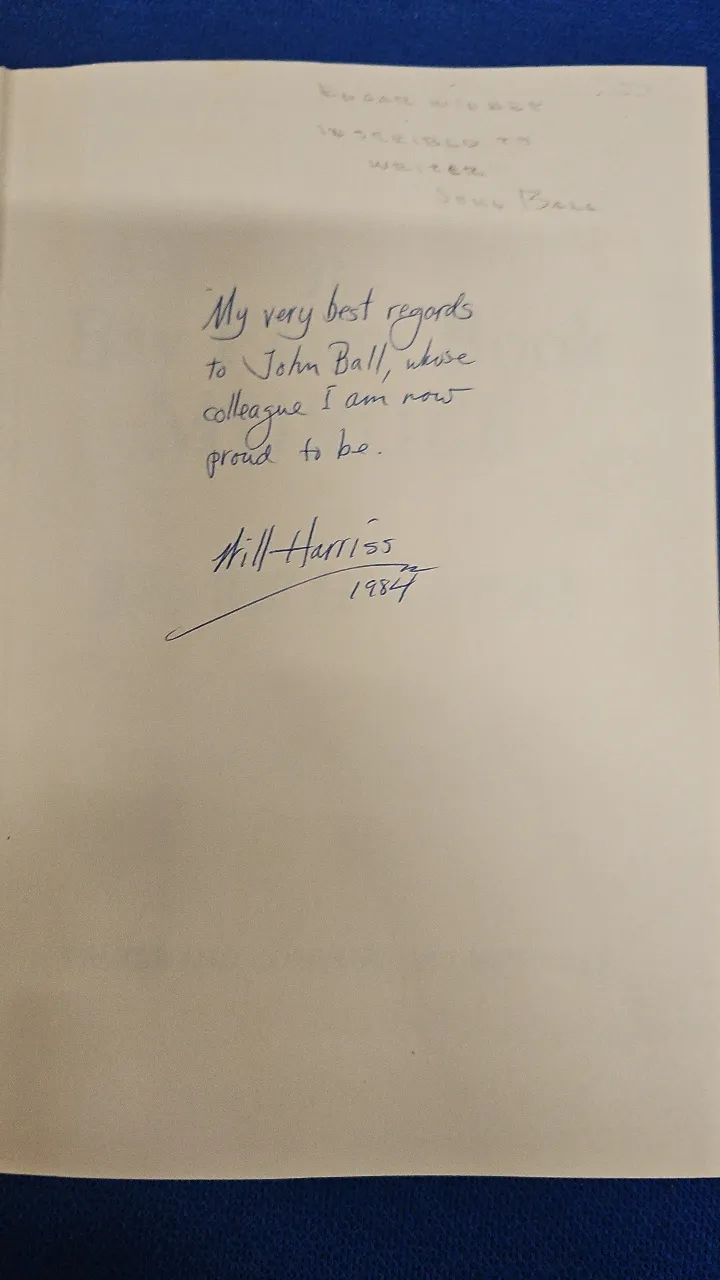 EDGAR WINNER
INSCRIBED TO
WRITER
JOHN BALL
My very best regards
to John Ball, whose
colleague I am now
proud to be.
Will Harriss
1984